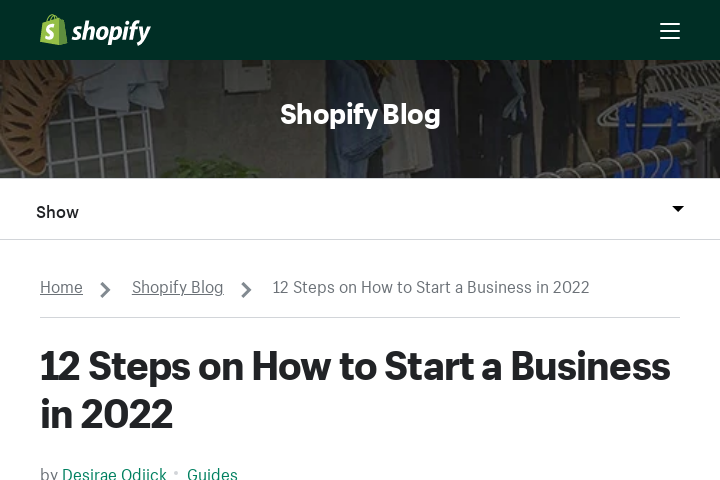 shopify
Shopify Blog
Show
Home Shopify Blog 12 Steps on How to Start a Business in 2022
12 Steps on How to Start a Business
in 2022
by Desirae Odjick Guides